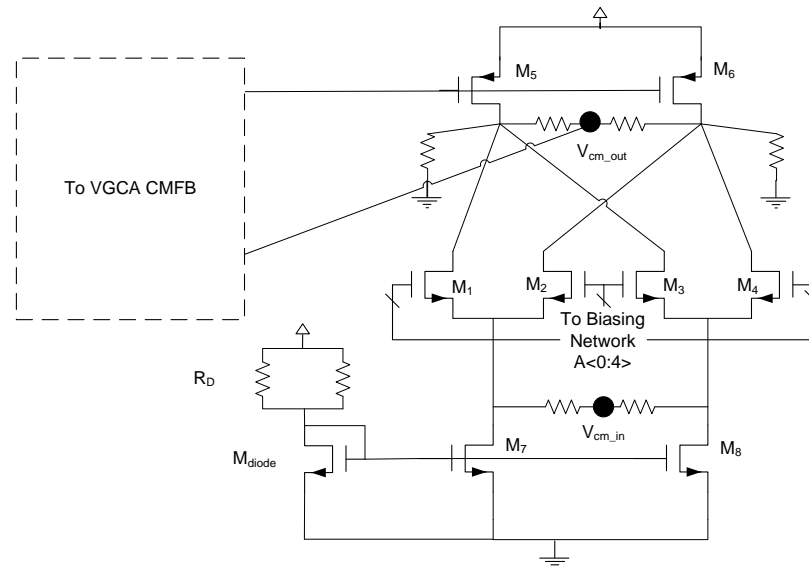 M5
M6
Vcm_out
To VGCA CMFB
M1
M2
M3
M4
To Biasing
Network
A<0:4>
RD
Vcm_in
Mdiode
M7
M8